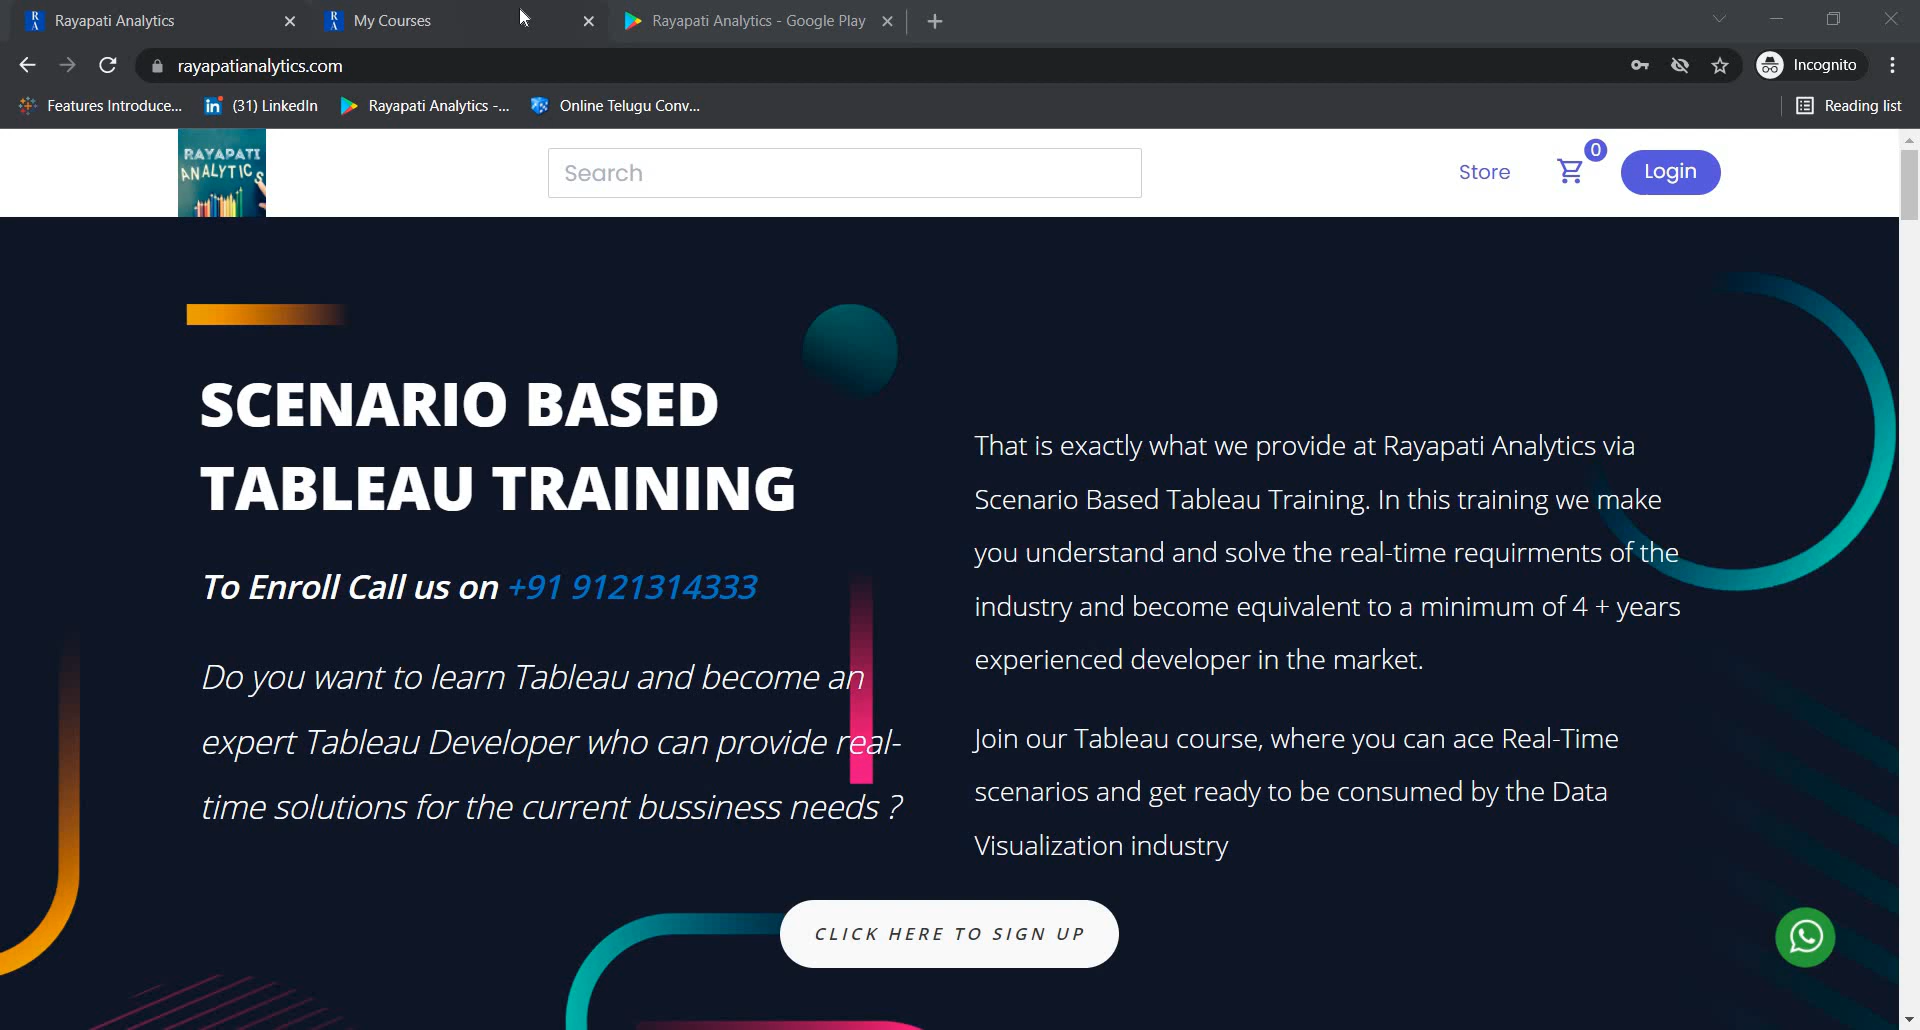 Rayapati Analytics
My Courses
Rayapati Analytics - Google Play
rayapatianalytics.com
Incognito
Features Introduce...
(31) LinkedIn
Rayapati Analytics -...
Online Telugu Conv...
Reading list
RAYAPATI
ANALYTICS
Search
Store
0
Login
SCENARIO BASED
TABLEAU TRAINING
To Enroll Call us on +91 9121314333
Do you want to learn Tableau and become an
expert Tableau Developer who can provide real-
time solutions for the current bussiness needs ?
That is exactly what we provide at Rayapati Analytics via
Scenario Based Tableau Training. In this training we make
you understand and solve the real-time requirments of the
industry and become equivalent to a minimum of 4 + years
experienced developer in the market.
Join our Tableau course, where you can ace Real-Time
scenarios and get ready to be consumed by the Data
Visualization industry
CLICK HERE TO SIGN UP